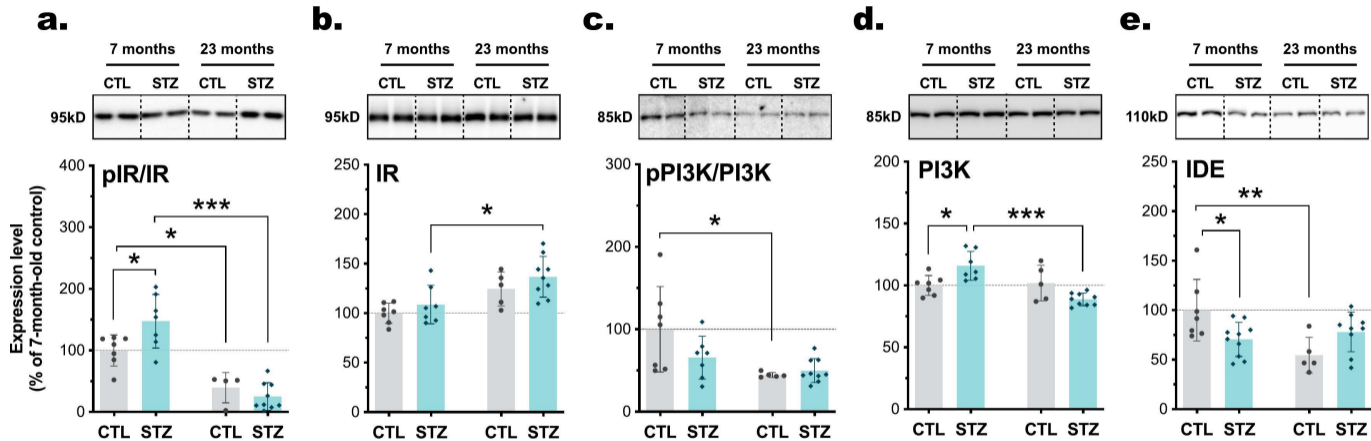 a.
7 months 23 months
CTL STZ CTL STZ
95kD
Expression level
(% of 7-month-old control)
pIR/IR
400
300
200
100
0
***
*
*
CTL STZ CTL STZ
b.
7 months 23 months
CTL STZ CTL STZ
95kD
IR
250
200
150
100
50
0
*
CTL STZ CTL STZ
c.
7 months 23 months
CTL STZ CTL STZ
85kD
pPI3K/PI3K
300
200
100
0
*
CTL STZ CTL STZ
d.
7 months 23 months
CTL STZ CTL STZ
85kD
PI3K
200
150
100
50
0
* ***
CTL STZ CTL STZ
e.
7 months 23 months
CTL STZ CTL STZ
110kD
IDE
250
200
150
100
50
0
**
*
CTL STZ CTL STZ